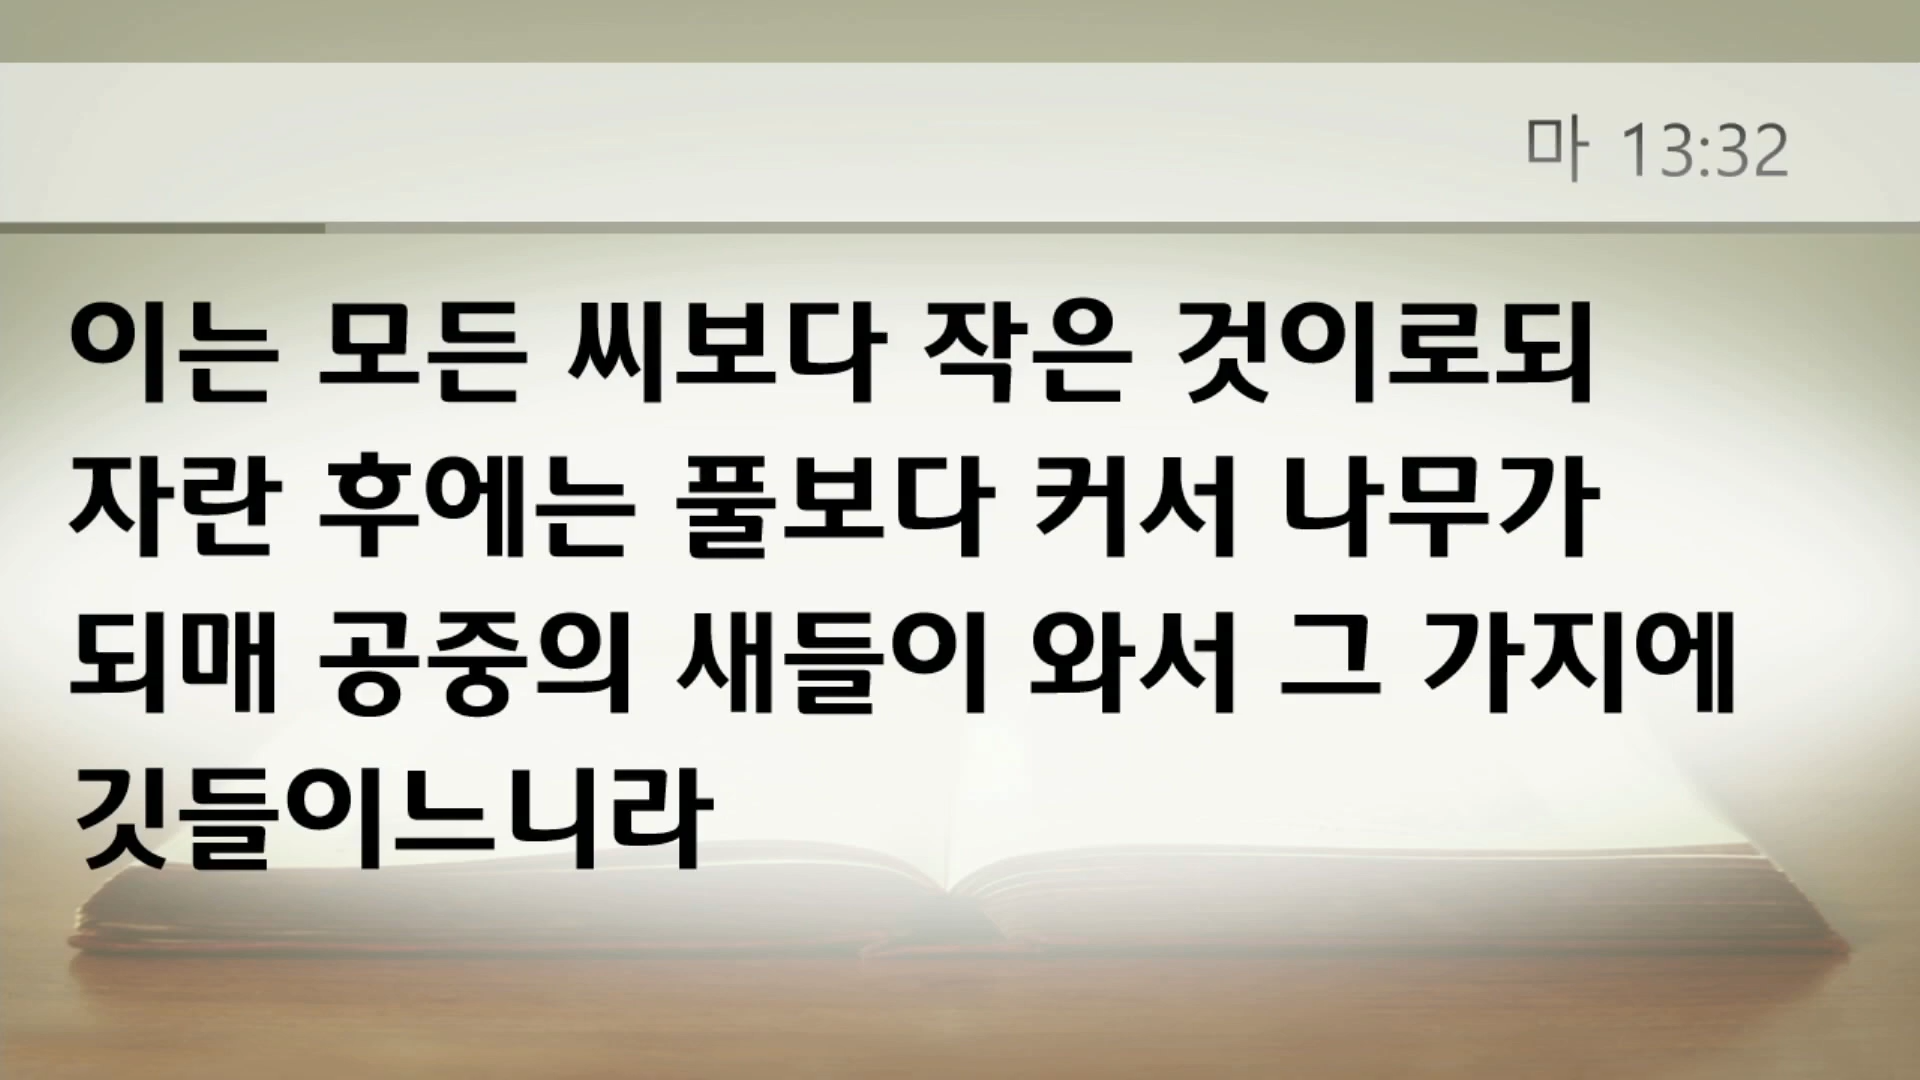 마 13:32
이는 모든 씨보다 작은 것이로되
자란 후에는 풀보다 커서 나무가
되매 공중의 새들이 와서 그 가지에
깃들이느니라